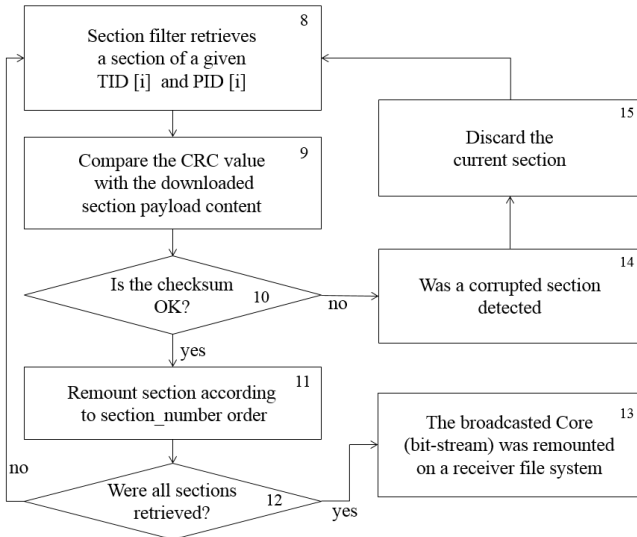 8
Section filter retrieves
a section of a given
TID [i] and PID [i]
9
Compare the CRC value
with the downloaded
section payload content
Is the checksum
OK?
10
no
yes
14
Was a corrupted section
detected
15
Discard the
current section
11
Remount section according
to section_number order
Were all sections
retrieved?
12
no
yes
13
The broadcasted Core
(bit-stream) was remounted
on a receiver file system